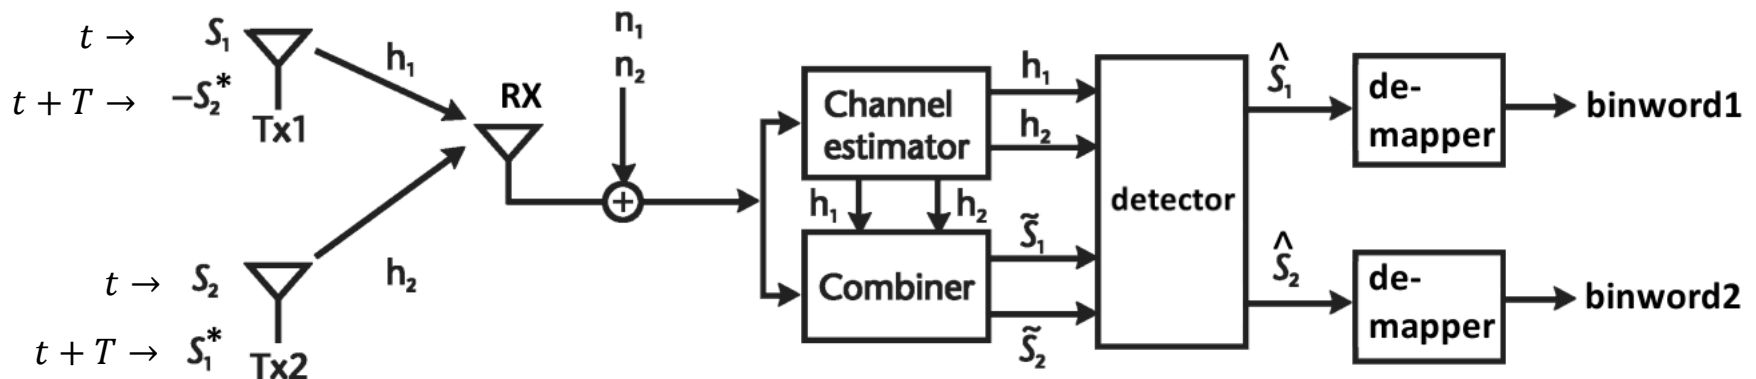 t → S₁
t + T → −S₂*
Tx1
h₁
RX
n₁
n₂
+
t → S₂
t + T → S₁*
Tx2
h₂
Channel
estimator
h₁
h₂
h₁
h₂
Combiner
S̃₁
S̃₂
detector
Ŝ₁
Ŝ₂
de-
mapper
binword1
de-
mapper
binword2